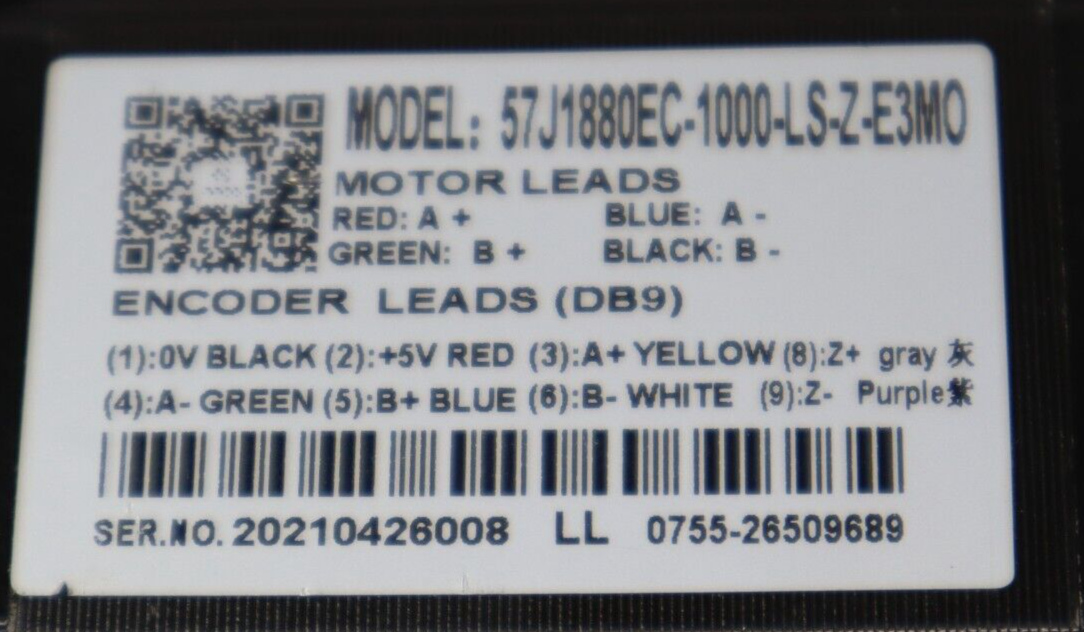 MODEL: 57J1880EC-1000-LS-Z-E3MO
MOTOR LEADS
RED: A + BLUE: A -
GREEN: B + BLACK: B -
ENCODER LEADS (DB9)
(1):0V BLACK (2):+5V RED (3):A+ YELLOW (8):Z+ gray 灰
(4):A- GREEN (5):B+ BLUE (6):B- WHITE (9):Z- Purple紫
SER.NO. 20210426008 LL 0755-26509689